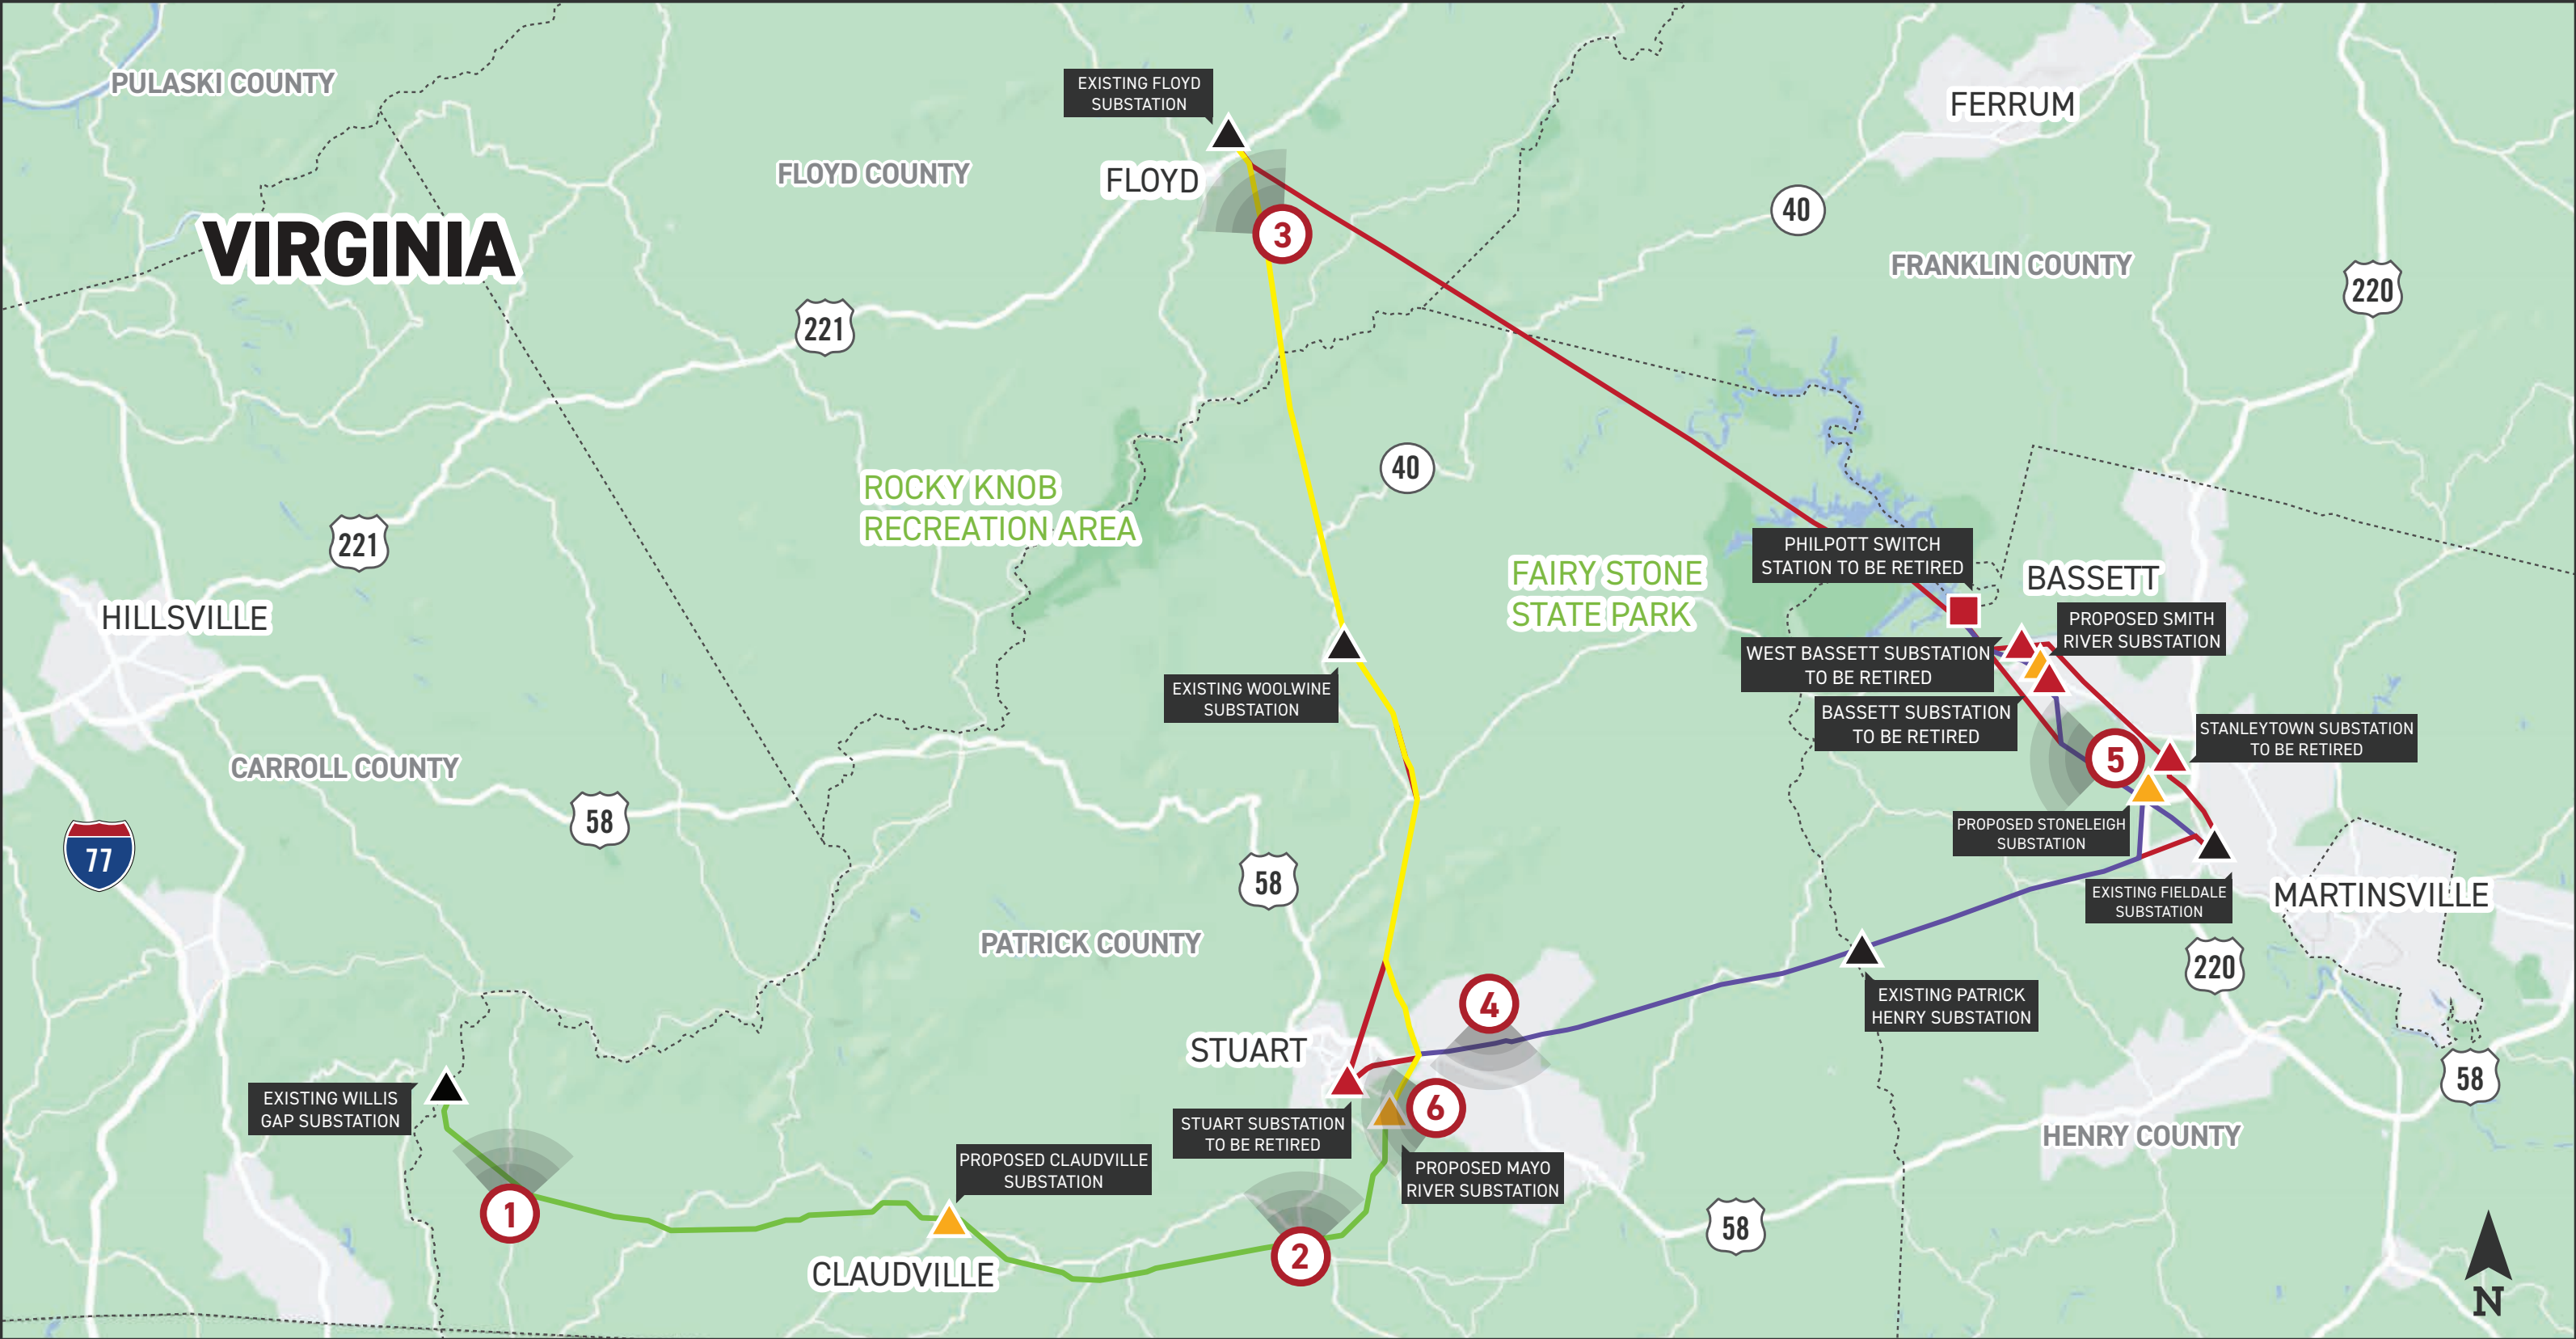 PULASKI COUNTY
EXISTING FLOYD
SUBSTATION
FERRUM
FLOYD COUNTY
FLOYD
40
VIRGINIA
3
FRANKLIN COUNTY
220
221
40
ROCKY KNOB
RECREATION AREA
221
PHILPOTT SWITCH
STATION TO BE RETIRED
BASSETT
FAIRY STONE
STATE PARK
HILLSVILLE
PROPOSED SMITH
RIVER SUBSTATION
WEST BASSETT SUBSTATION
TO BE RETIRED
EXISTING WOOLWINE
SUBSTATION
BASSETT SUBSTATION
TO BE RETIRED
STANLEYTOWN SUBSTATION
TO BE RETIRED
5
CARROLL COUNTY
58
PROPOSED STONELEIGH
SUBSTATION
77
58
EXISTING FIELDALE
SUBSTATION
MARTINSVILLE
PATRICK COUNTY
220
4
EXISTING PATRICK
HENRY SUBSTATION
STUART
58
EXISTING WILLIS
GAP SUBSTATION
6
STUART SUBSTATION
TO BE RETIRED
HENRY COUNTY
PROPOSED CLAUDVILLE
SUBSTATION
PROPOSED MAYO
RIVER SUBSTATION
1
58
2
CLAUDVILLE
N